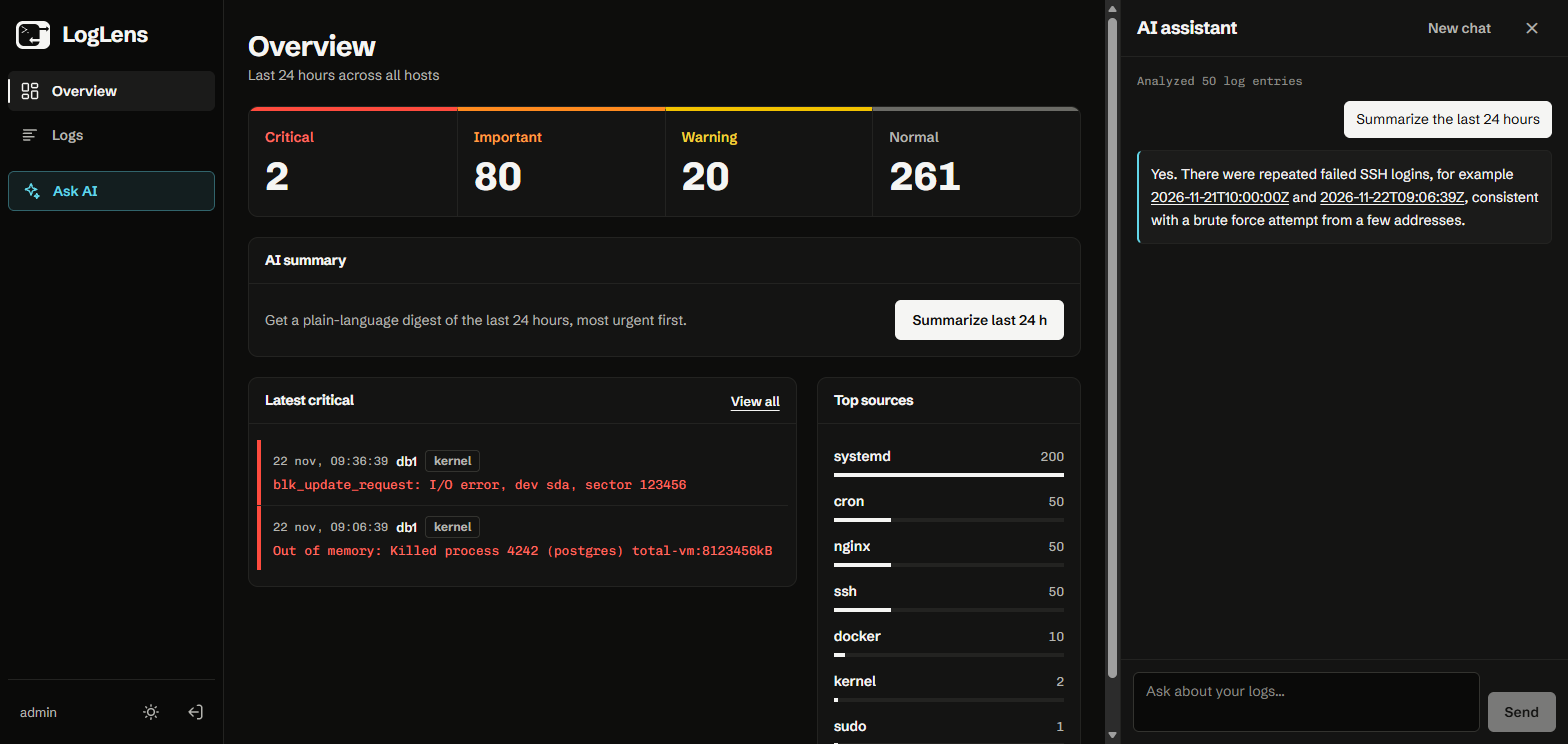 LogLens
Overview
Logs
Ask AI
admin
Overview
Last 24 hours across all hosts
Critical
2
Important
80
Warning
20
Normal
261
AI summary
Get a plain-language digest of the last 24 hours, most urgent first.
Summarize last 24 h
Latest critical
View all
22 nov, 09:36:39 db1 kernel
blk_update_request: I/O error, dev sda, sector 123456
22 nov, 09:06:39 db1 kernel
Out of memory: Killed process 4242 (postgres) total-vm:8123456kB
Top sources
systemd 200
cron 50
nginx 50
ssh 50
docker 10
kernel 2
sudo 1
AI assistant
New chat
Analyzed 50 log entries
Summarize the last 24 hours
Yes. There were repeated failed SSH logins, for example
2026-11-21T10:00:00Z and 2026-11-22T09:06:39Z, consistent
with a brute force attempt from a few addresses.
Ask about your logs...
Send